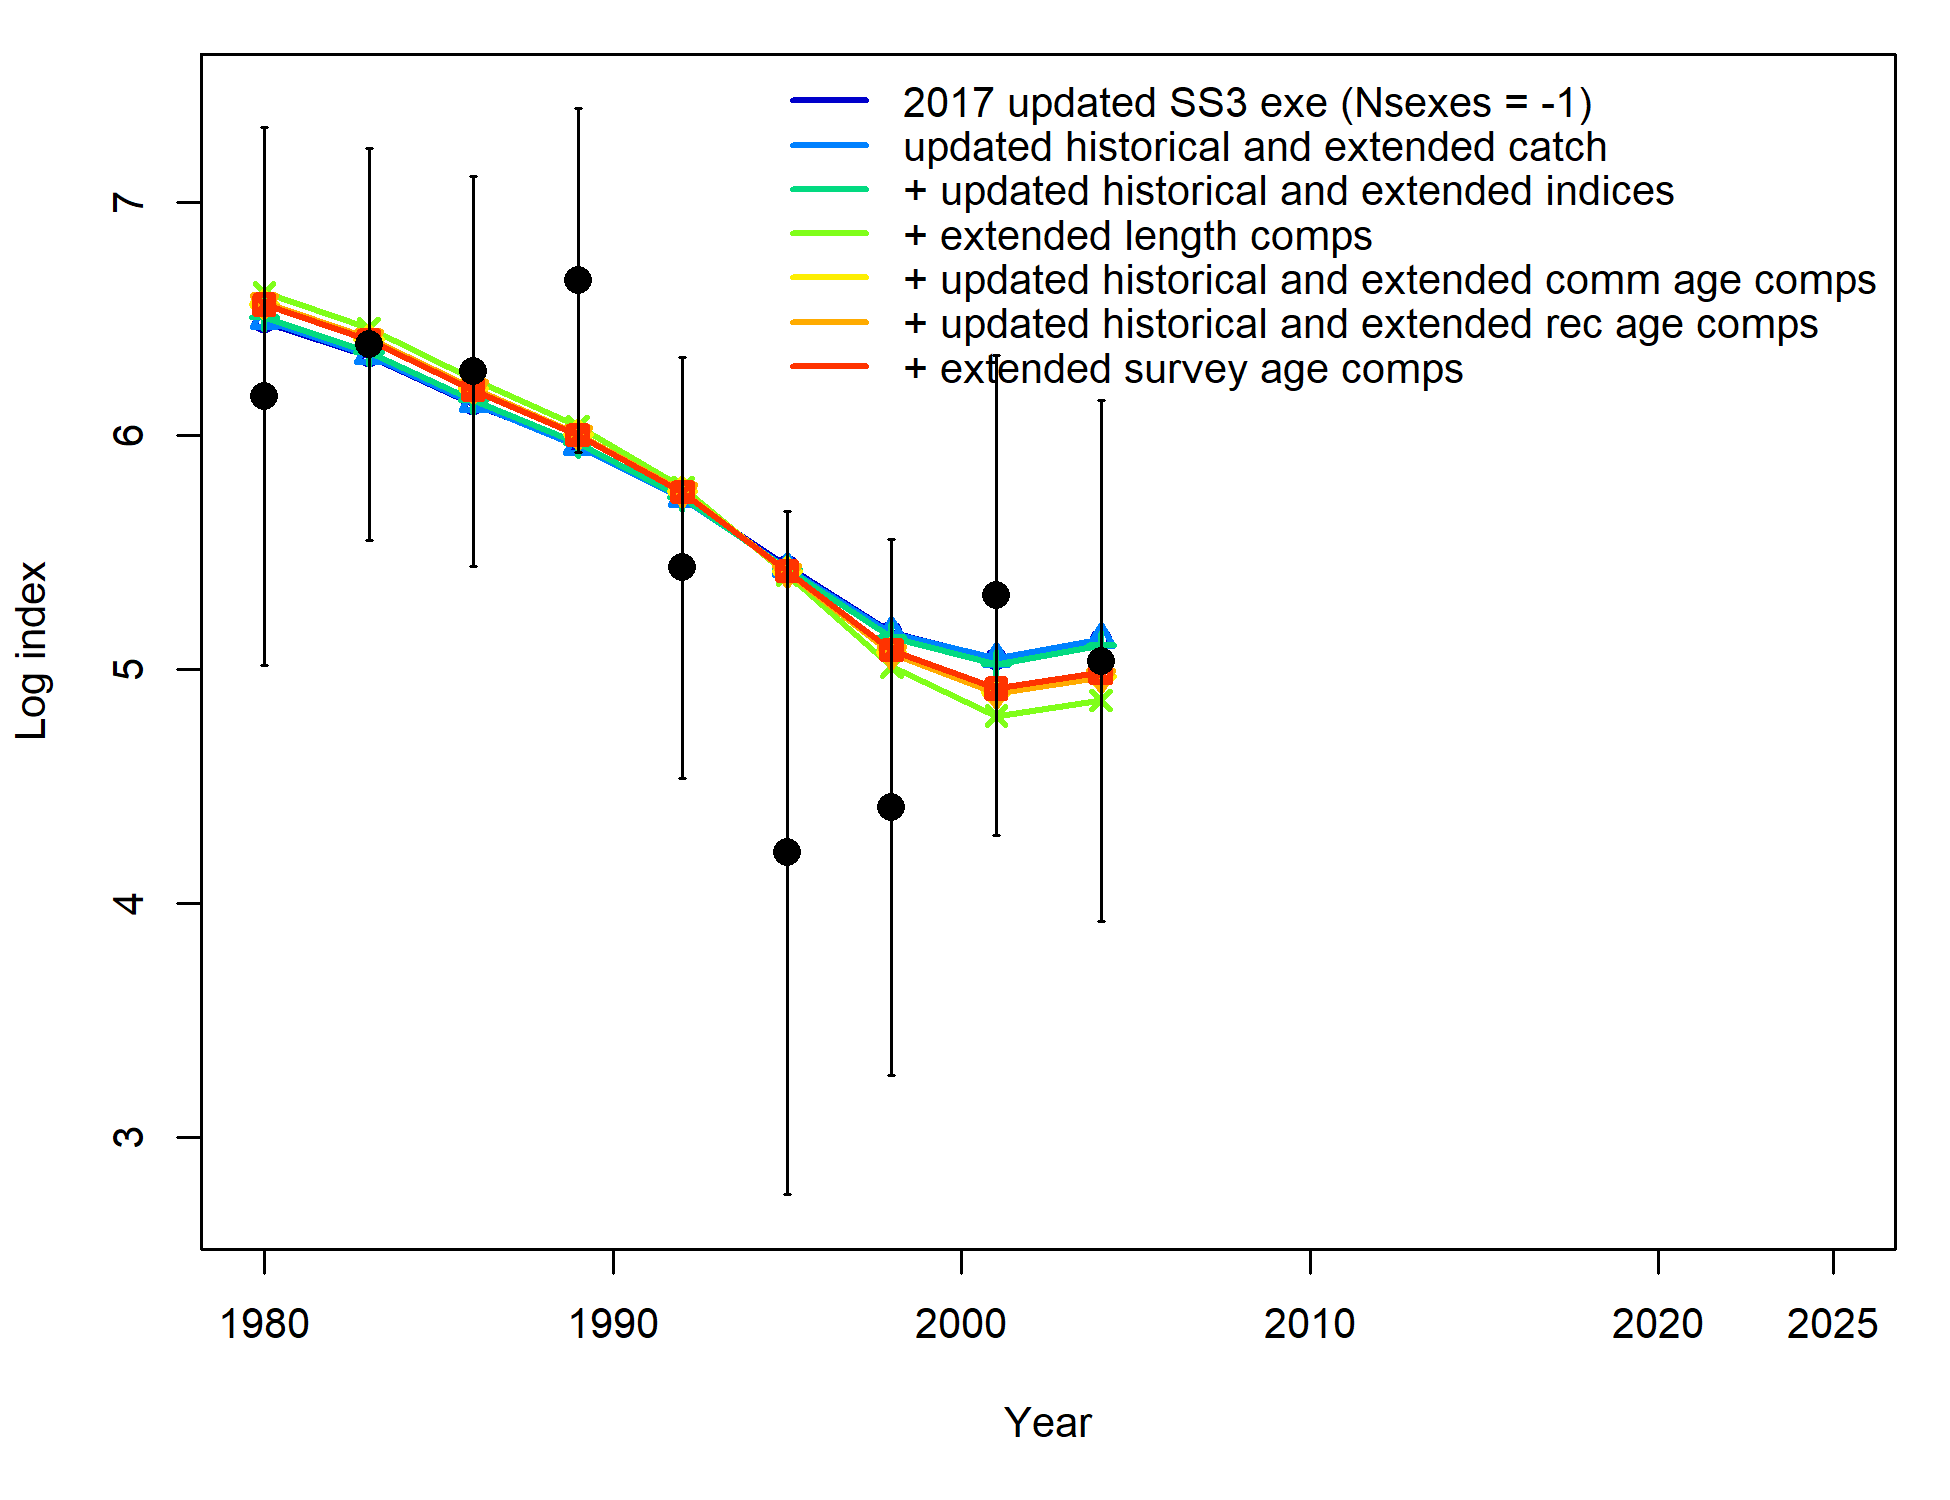 2017 updated SS3 exe (Nsexes = -1)
updated historical and extended catch
+ updated historical and extended indices
+ extended length comps
+ updated historical and extended comm age comps
+ updated historical and extended rec age comps
+ extended survey age comps
7
6
5
4
3
Log index
1980
1990
2000
2010
2020
2025
Year